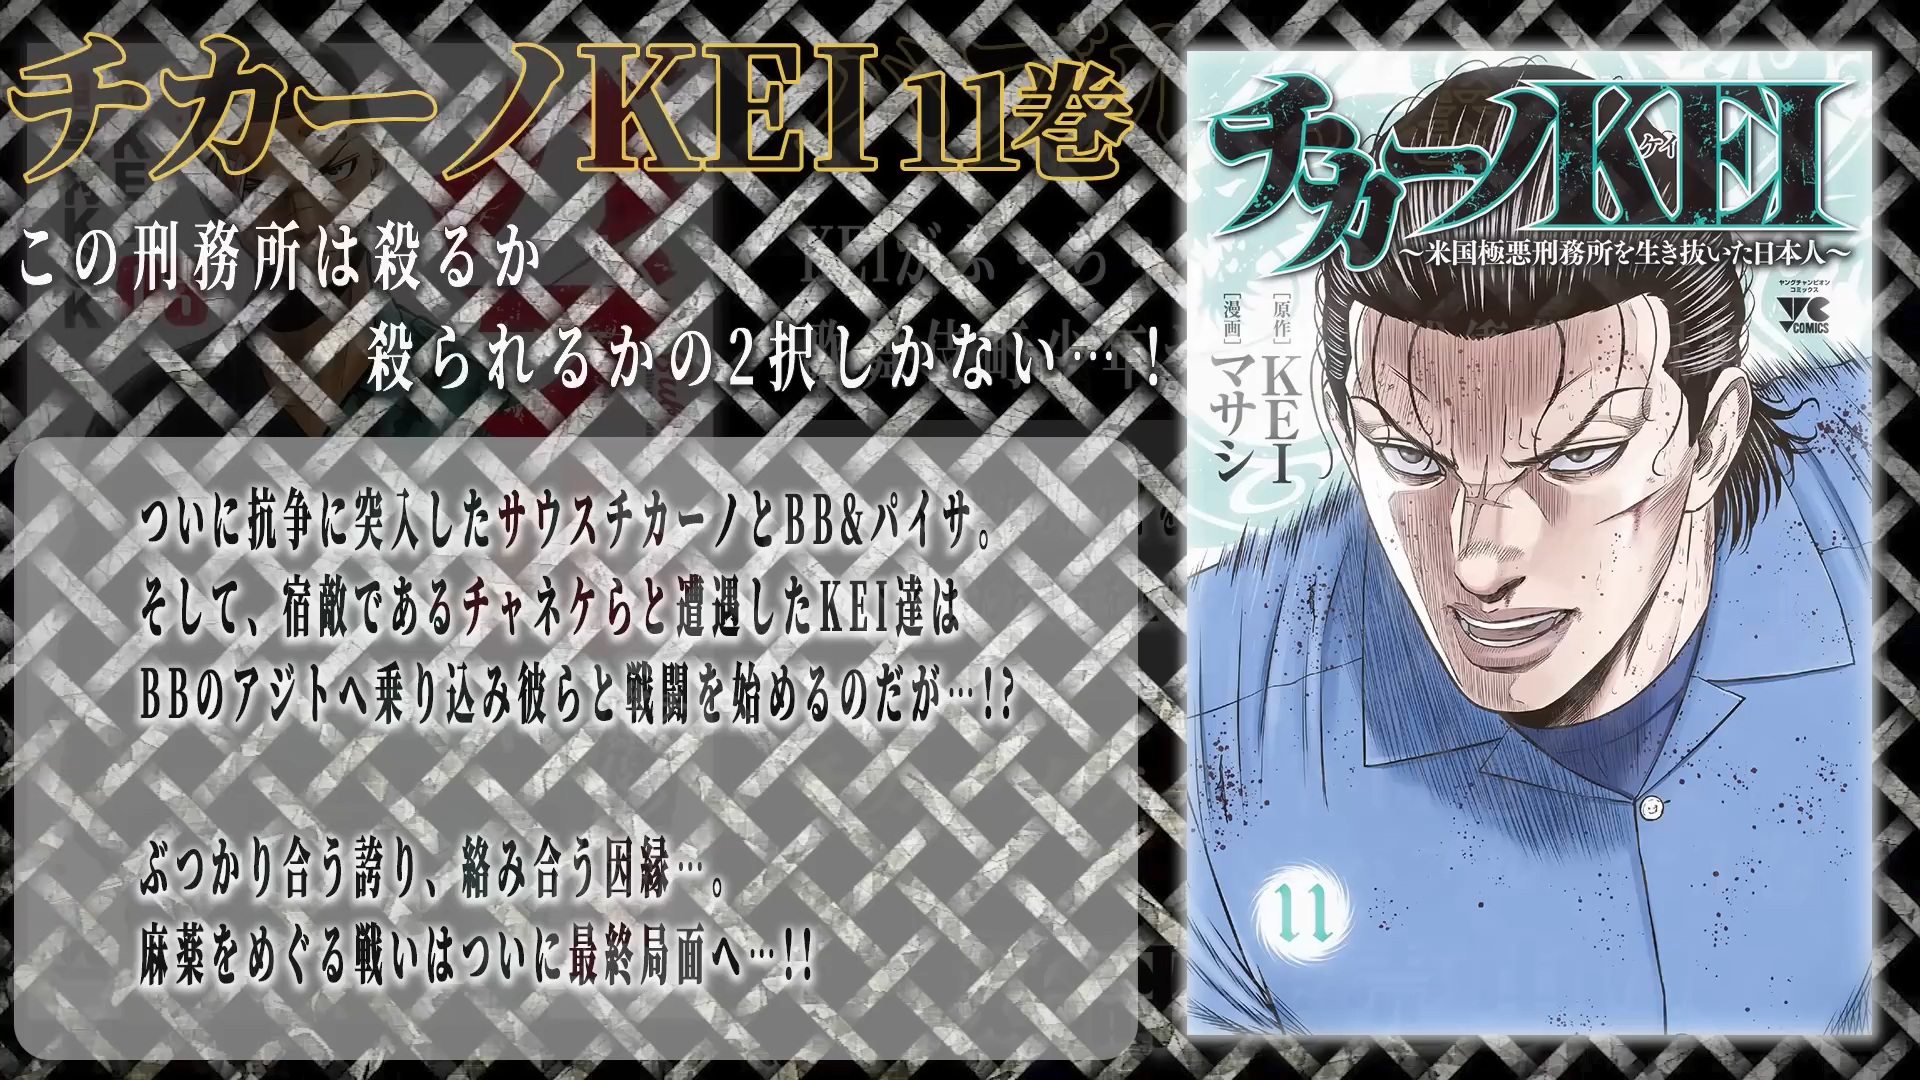 チカーノKEI 11巻
この刑務所は殺るか
殺られるかの2択しかない…！
ついに抗争に突入したサウスチカーノとBB&パイサ。
そして、宿敵であるチャネケらと遭遇したKEI達は
BBのアジトへ乗り込み彼らと戦闘を始めるのだが…!?
ぶつかり合う誇り、絡み合う因縁…。
麻薬をめぐる戦いはついに最終局面へ…!!
チカーノKEI
ケイ
～米国極悪刑務所を生き抜いた日本人～
[原作] KEI
[漫画] マサシ
ヤングチャンピオン
コミックス
YC
COMICS
11